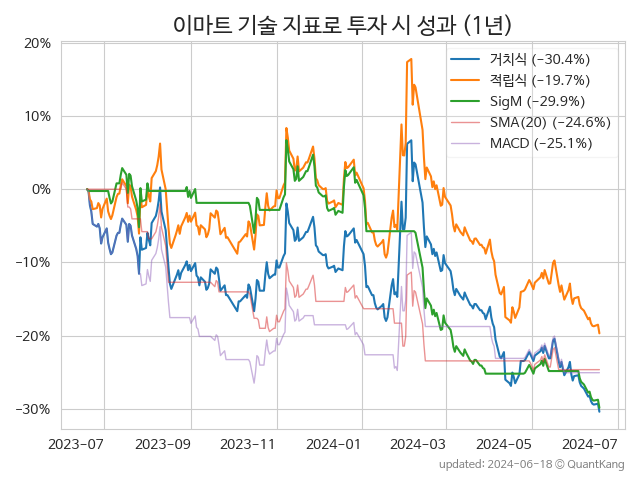 이마트 기술 지표로 투자 시 성과 (1년)
20%
10%
0%
−10%
−20%
−30%
거치식 (−30.4%)
적립식 (−19.7%)
SigM (−29.9%)
SMA(20) (−24.6%)
MACD (−25.1%)
2023-07 2023-09 2023-11 2024-01 2024-03 2024-05 2024-07
updated: 2024-06-18 © QuantKang